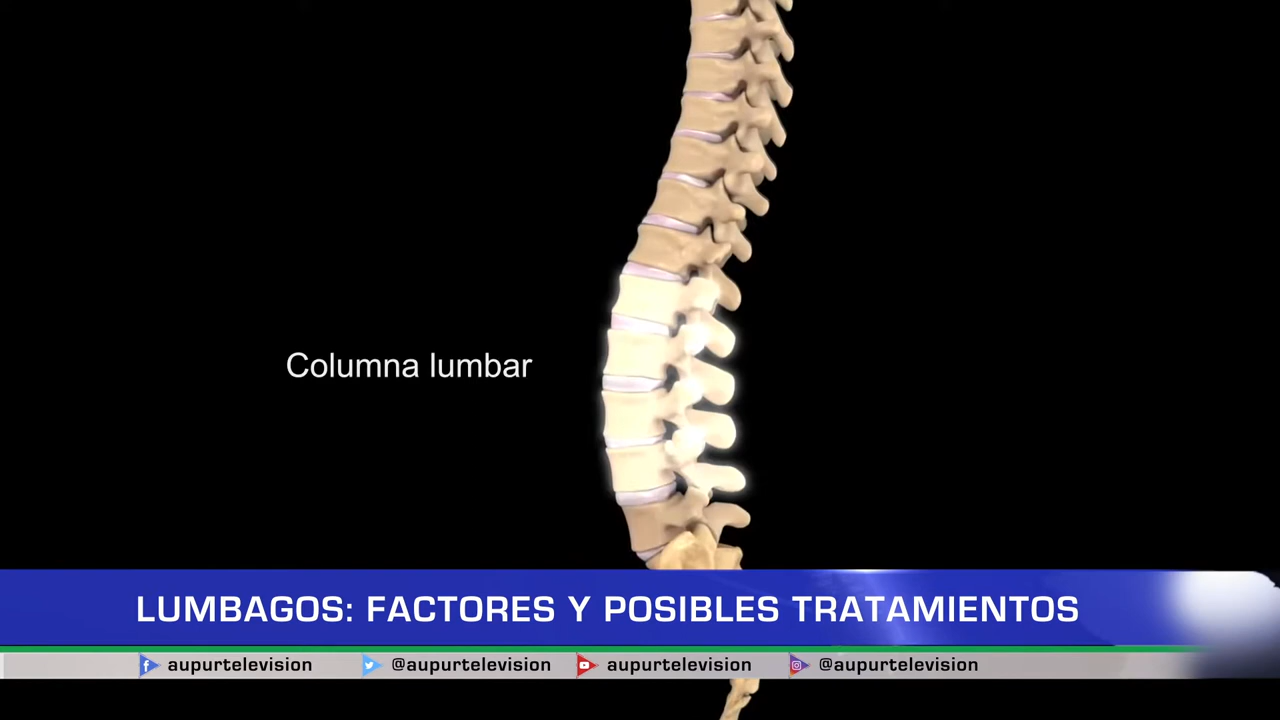 Columna lumbar
LUMBAGOS: FACTORES Y POSIBLES TRATAMIENTOS
aupurtelevision @aupurtelevision aupurtelevision @aupurtelevision